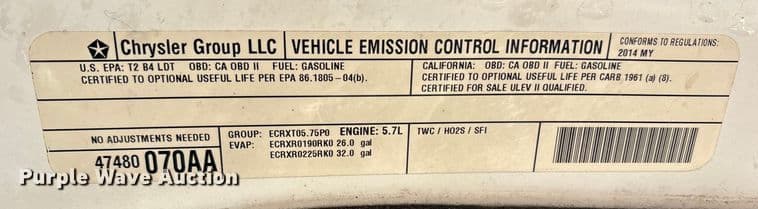 Chrysler Group LLC VEHICLE EMISSION CONTROL INFORMATION CONFORMS TO REGULATIONS:
2014 MY
U.S. EPA: T2 B4 LDT OBD: CA OBD II FUEL: GASOLINE
CERTIFIED TO OPTIONAL USEFUL LIFE PER EPA 86.1805-04(b).
CALIFORNIA: OBD: CA OBD II FUEL: GASOLINE
CERTIFIED TO OPTIONAL USEFUL LIFE PER CARB 1961 (a) (8).
CERTIFIED FOR SALE ULEV II QUALIFIED.
NO ADJUSTMENTS NEEDED
47480 070AA
GROUP: ECRXT05.75P0 ENGINE: 5.7L
EVAP: ECRXR0190RK0 26.0 gal
ECRXR0225RK0 32.0 gal
TWC / HO2S / SFI
Purple Wave Auction